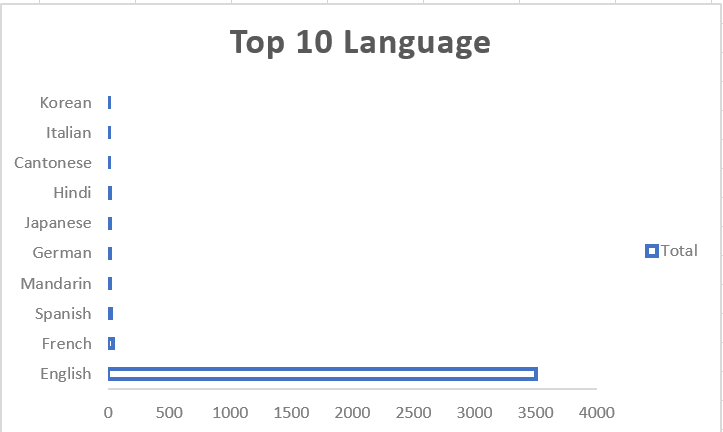 Top 10 Language
Korean
Italian
Cantonese
Hindi
Japanese
German
Mandarin
Spanish
French
English
Total
0 500 1000 1500 2000 2500 3000 3500 4000